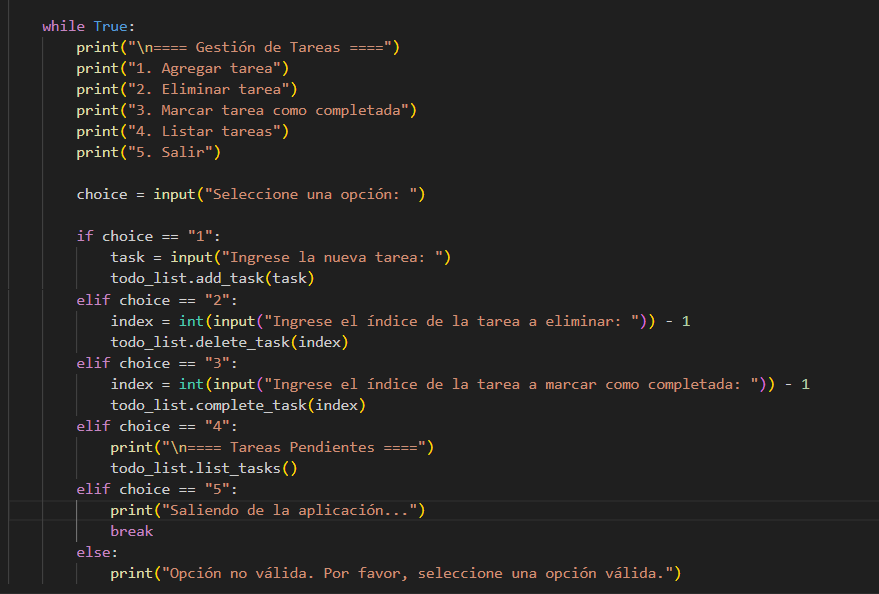 while True:
    print("\n==== Gestión de Tareas ====")
    print("1. Agregar tarea")
    print("2. Eliminar tarea")
    print("3. Marcar tarea como completada")
    print("4. Listar tareas")
    print("5. Salir")

    choice = input("Seleccione una opción: ")

    if choice == "1":
        task = input("Ingrese la nueva tarea: ")
        todo_list.add_task(task)
    elif choice == "2":
        index = int(input("Ingrese el índice de la tarea a eliminar: ")) - 1
        todo_list.delete_task(index)
    elif choice == "3":
        index = int(input("Ingrese el índice de la tarea a marcar como completada: ")) - 1
        todo_list.complete_task(index)
    elif choice == "4":
        print("\n==== Tareas Pendientes ====")
        todo_list.list_tasks()
    elif choice == "5":
        print("Saliendo de la aplicación...")
        break
    else:
        print("Opción no válida. Por favor, seleccione una opción válida.")